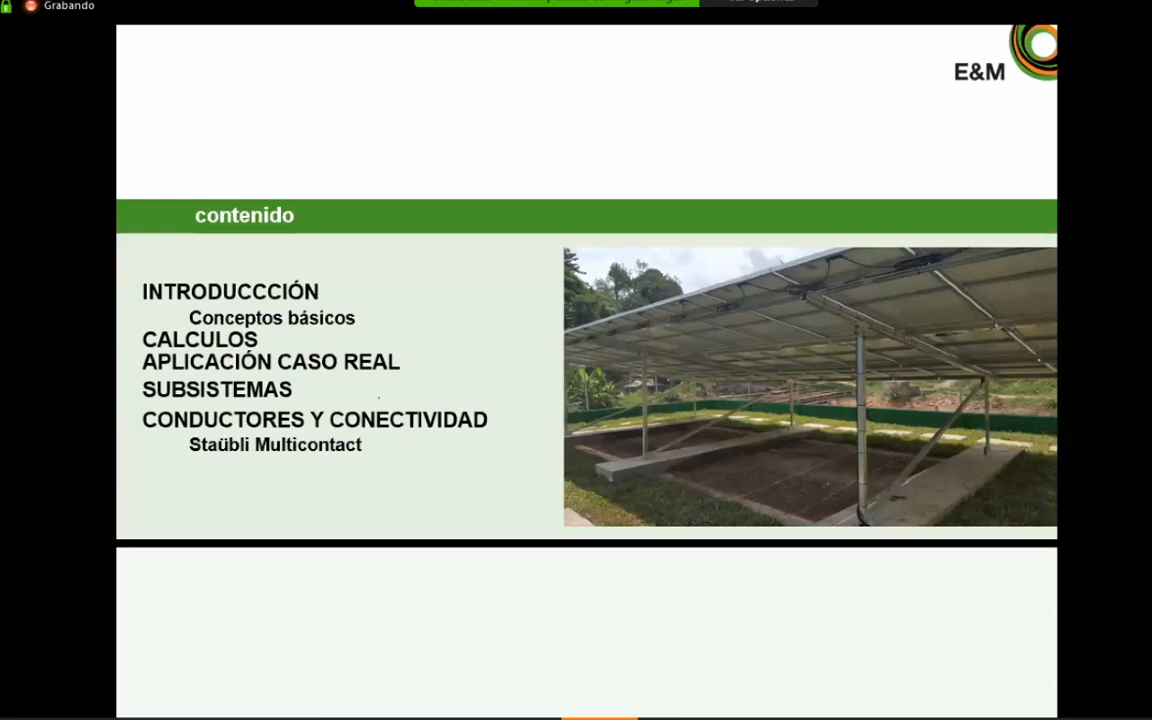 Grabando
E&M
contenido
INTRODUCCCIÓN
Conceptos básicos
CALCULOS
APLICACIÓN CASO REAL
SUBSISTEMAS
CONDUCTORES Y CONECTIVIDAD
Staübli Multicontact